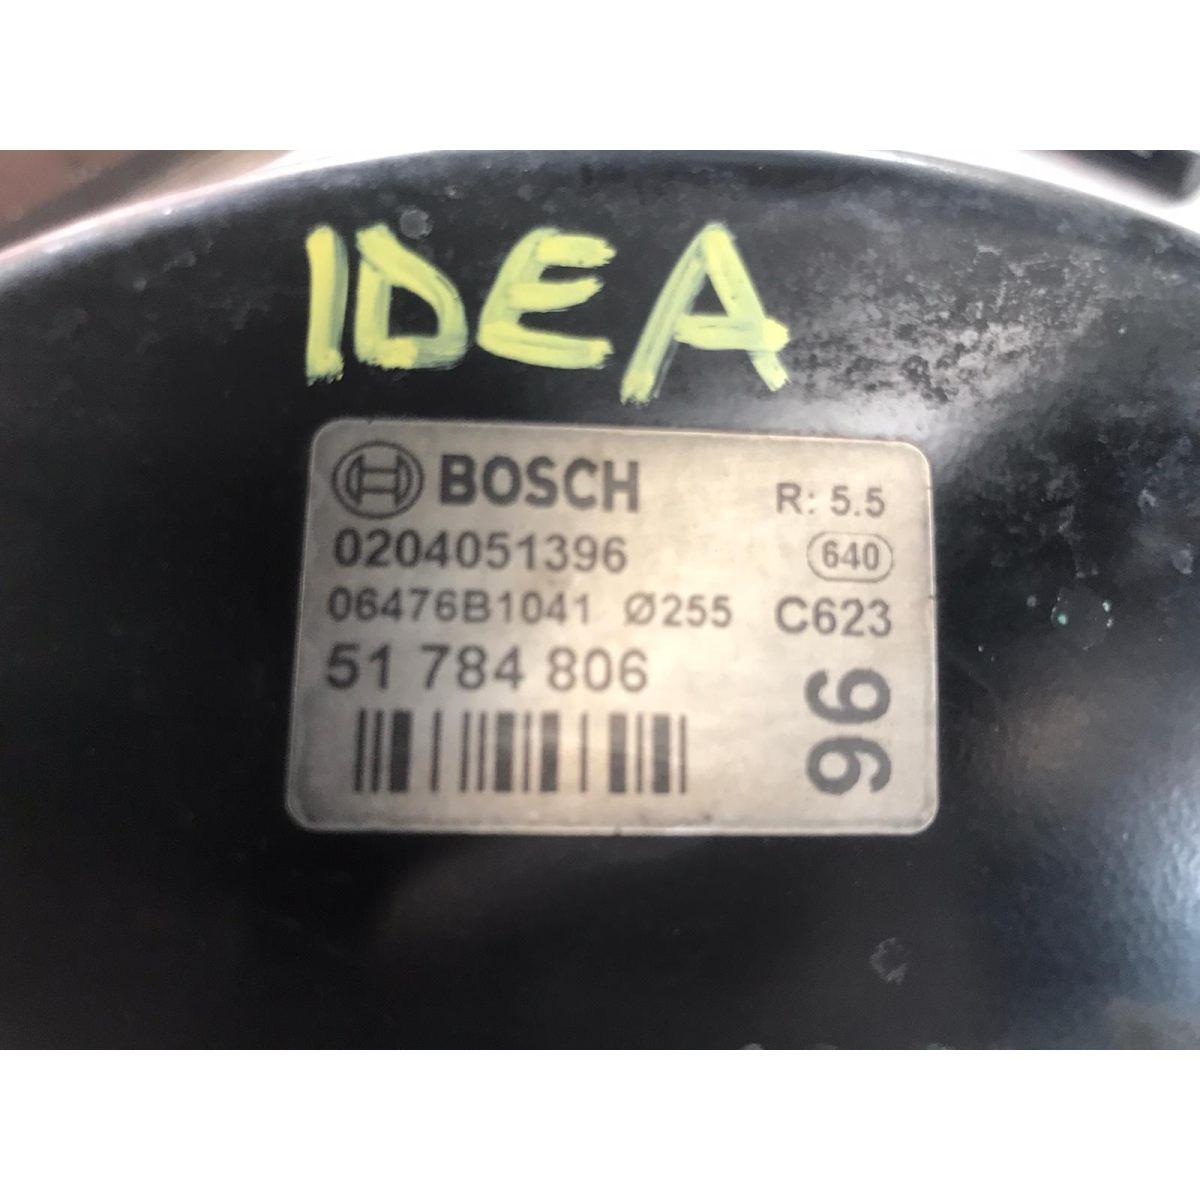 IDEA
BOSCH R: 5.5
0204051396 640
06476B1041 Ø255 C623
51 784 806
96